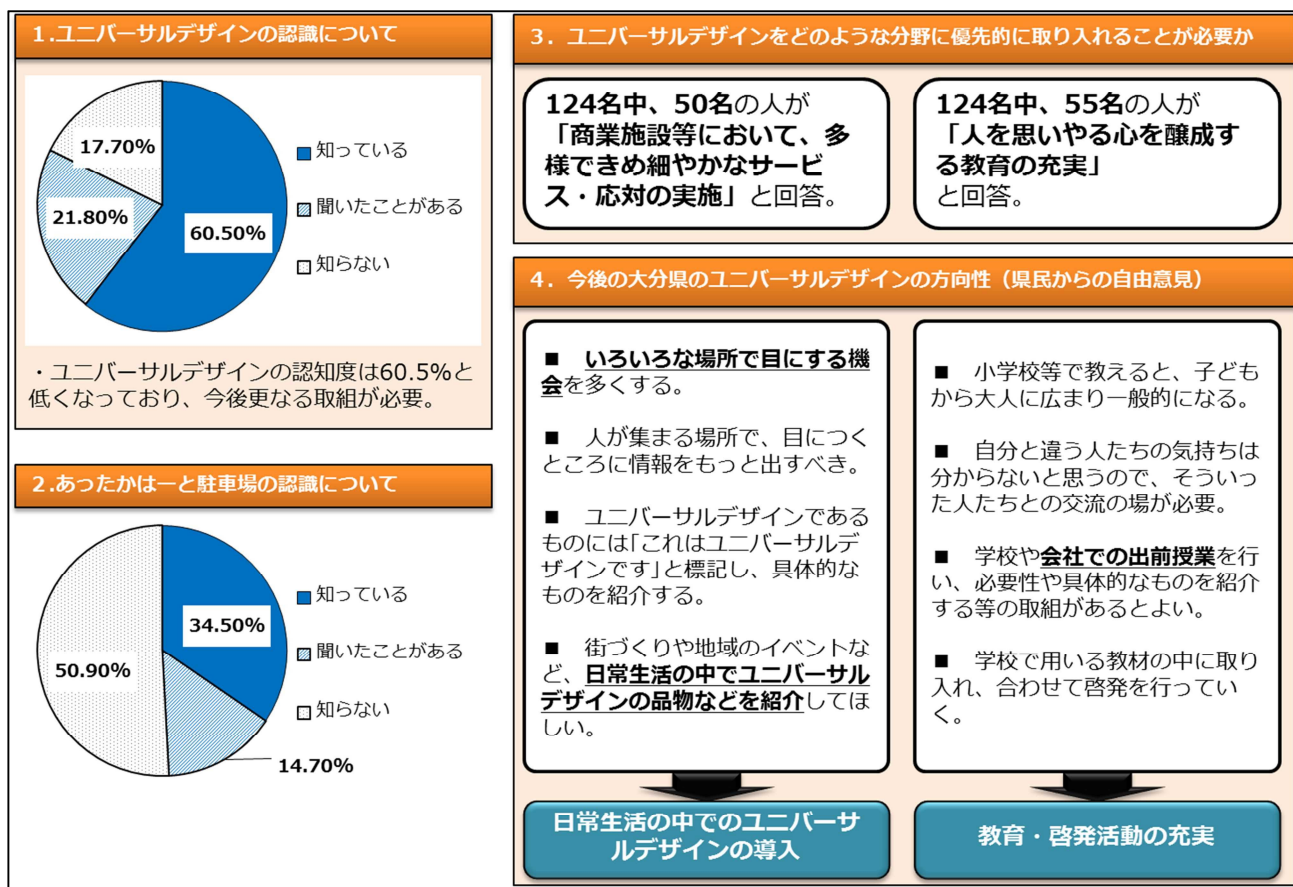 1.ユニバーサルデザインの認識について
17.70%
21.80%
60.50%
知っている
聞いたことがある
知らない
・ユニバーサルデザインの認知度は60.5%と
低くなっており、今後更なる取組が必要。
2.あったかはーと駐車場の認識について
34.50%
50.90%
14.70%
知っている
聞いたことがある
知らない
3．ユニバーサルデザインをどのような分野に優先的に取り入れることが必要か
124名中、50名の人が
「商業施設等において、多
様できめ細やかなサービ
ス・応対の実施」と回答。
124名中、55名の人が
「人を思いやる心を醸成す
る教育の充実」
と回答。
4．今後の大分県のユニバーサルデザインの方向性（県民からの自由意見）
■　いろいろな場所で目にする機
会を多くする。
■　人が集まる場所で、目につく
ところに情報をもっと出すべき。
■　ユニバーサルデザインである
ものには「これはユニバーサルデ
ザインです」と標記し、具体的な
ものを紹介する。
■　街づくりや地域のイベントな
ど、日常生活の中でユニバーサル
デザインの品物などを紹介してほ
しい。
日常生活の中でのユニバーサ
ルデザインの導入
■　小学校等で教えると、子ども
から大人に広まり一般的になる。
■　自分と違う人たちの気持ちは
分からないと思うので、そういっ
た人たちとの交流の場が必要。
■　学校や会社での出前授業を行
い、必要性や具体的なものを紹介
する等の取組があるとよい。
■　学校で用いる教材の中に取り
入れ、合わせて啓発を行ってい
く。
教育・啓発活動の充実